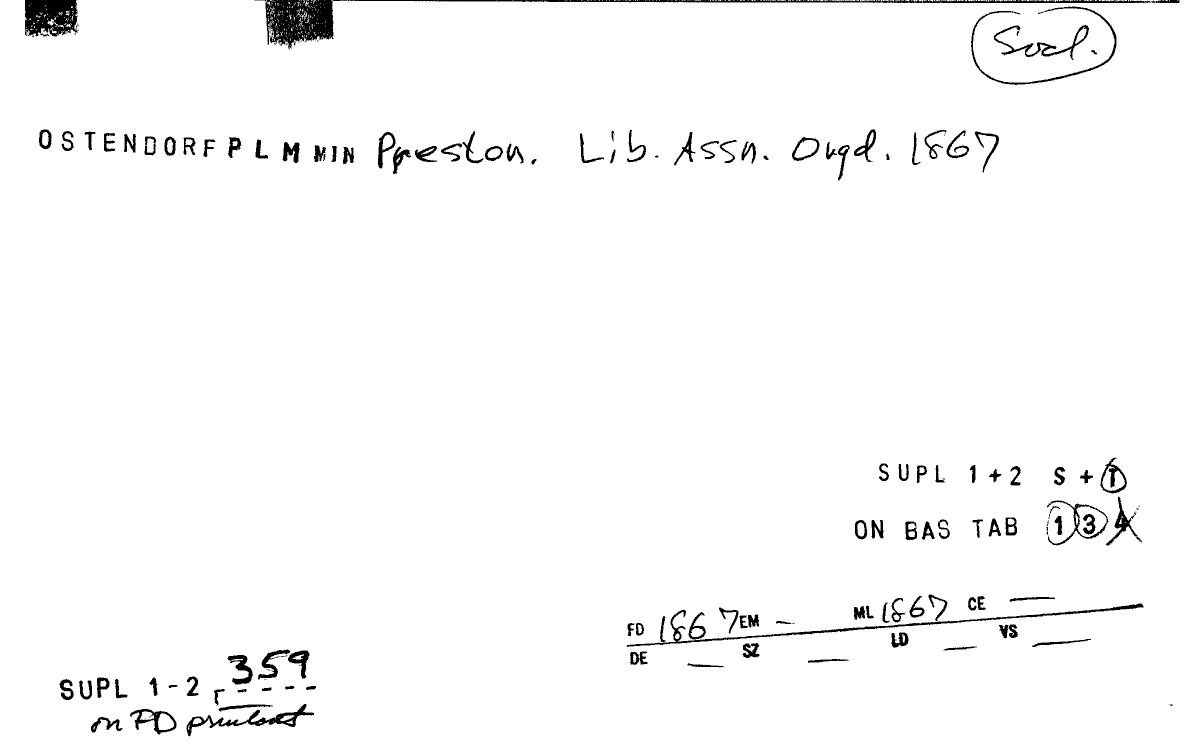 Socl.
OSTENDORF P L M MIN Preston. Lib. Assn. Orgd. 1867
SUPL 1+2 S + T
ON BAS TAB 1 3 4
FD 1867 EM - ML 1867 CE —
DE — SZ — LD — VS —
SUPL 1-2 359
on FD printout